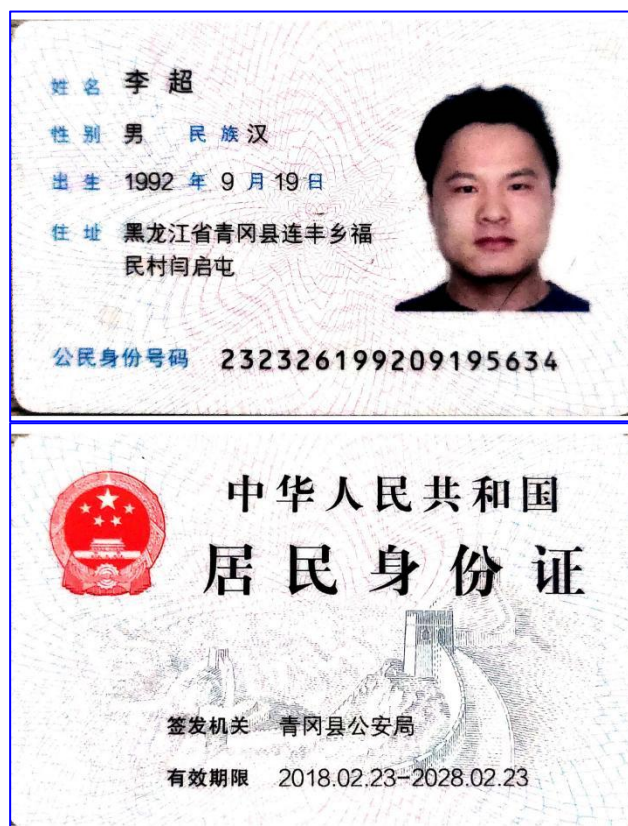 姓名 李超
性别 男 民族 汉
出生 1992 年 9 月 19 日
住址 黑龙江省青冈县连丰乡福
民村闫启屯
公民身份号码 232326199209195634
中华人民共和国
居民身份证
签发机关 青冈县公安局
有效期限 2018.02.23-2028.02.23